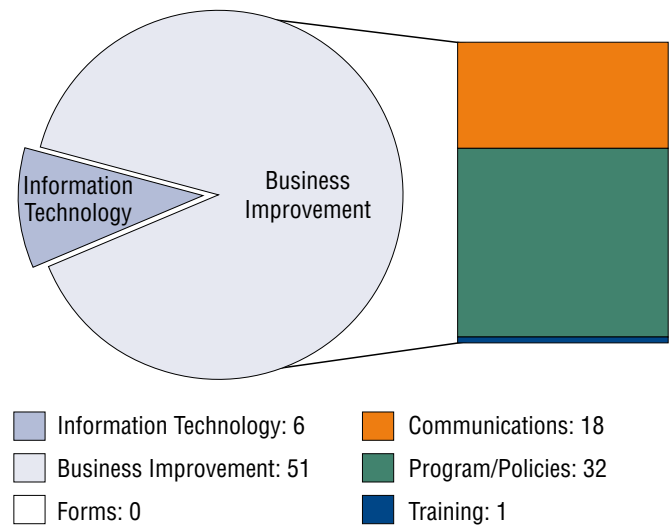 Information
Technology
Business
Improvement
Information Technology: 6
Business Improvement: 51
Forms: 0
Communications: 18
Program/Policies: 32
Training: 1